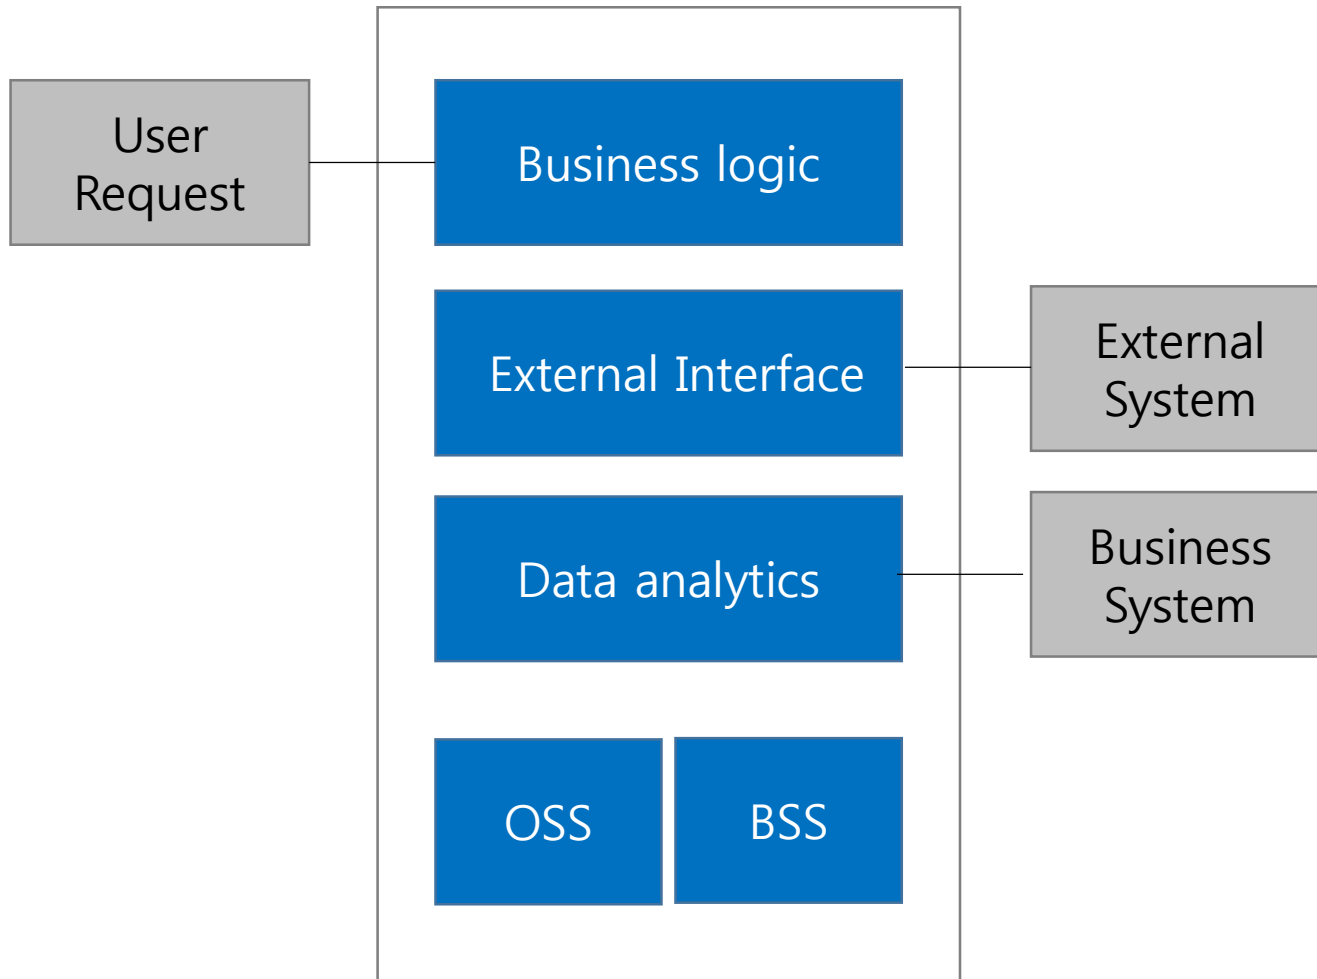 User
Request
Business logic
External Interface
External
System
Data analytics
Business
System
OSS
BSS